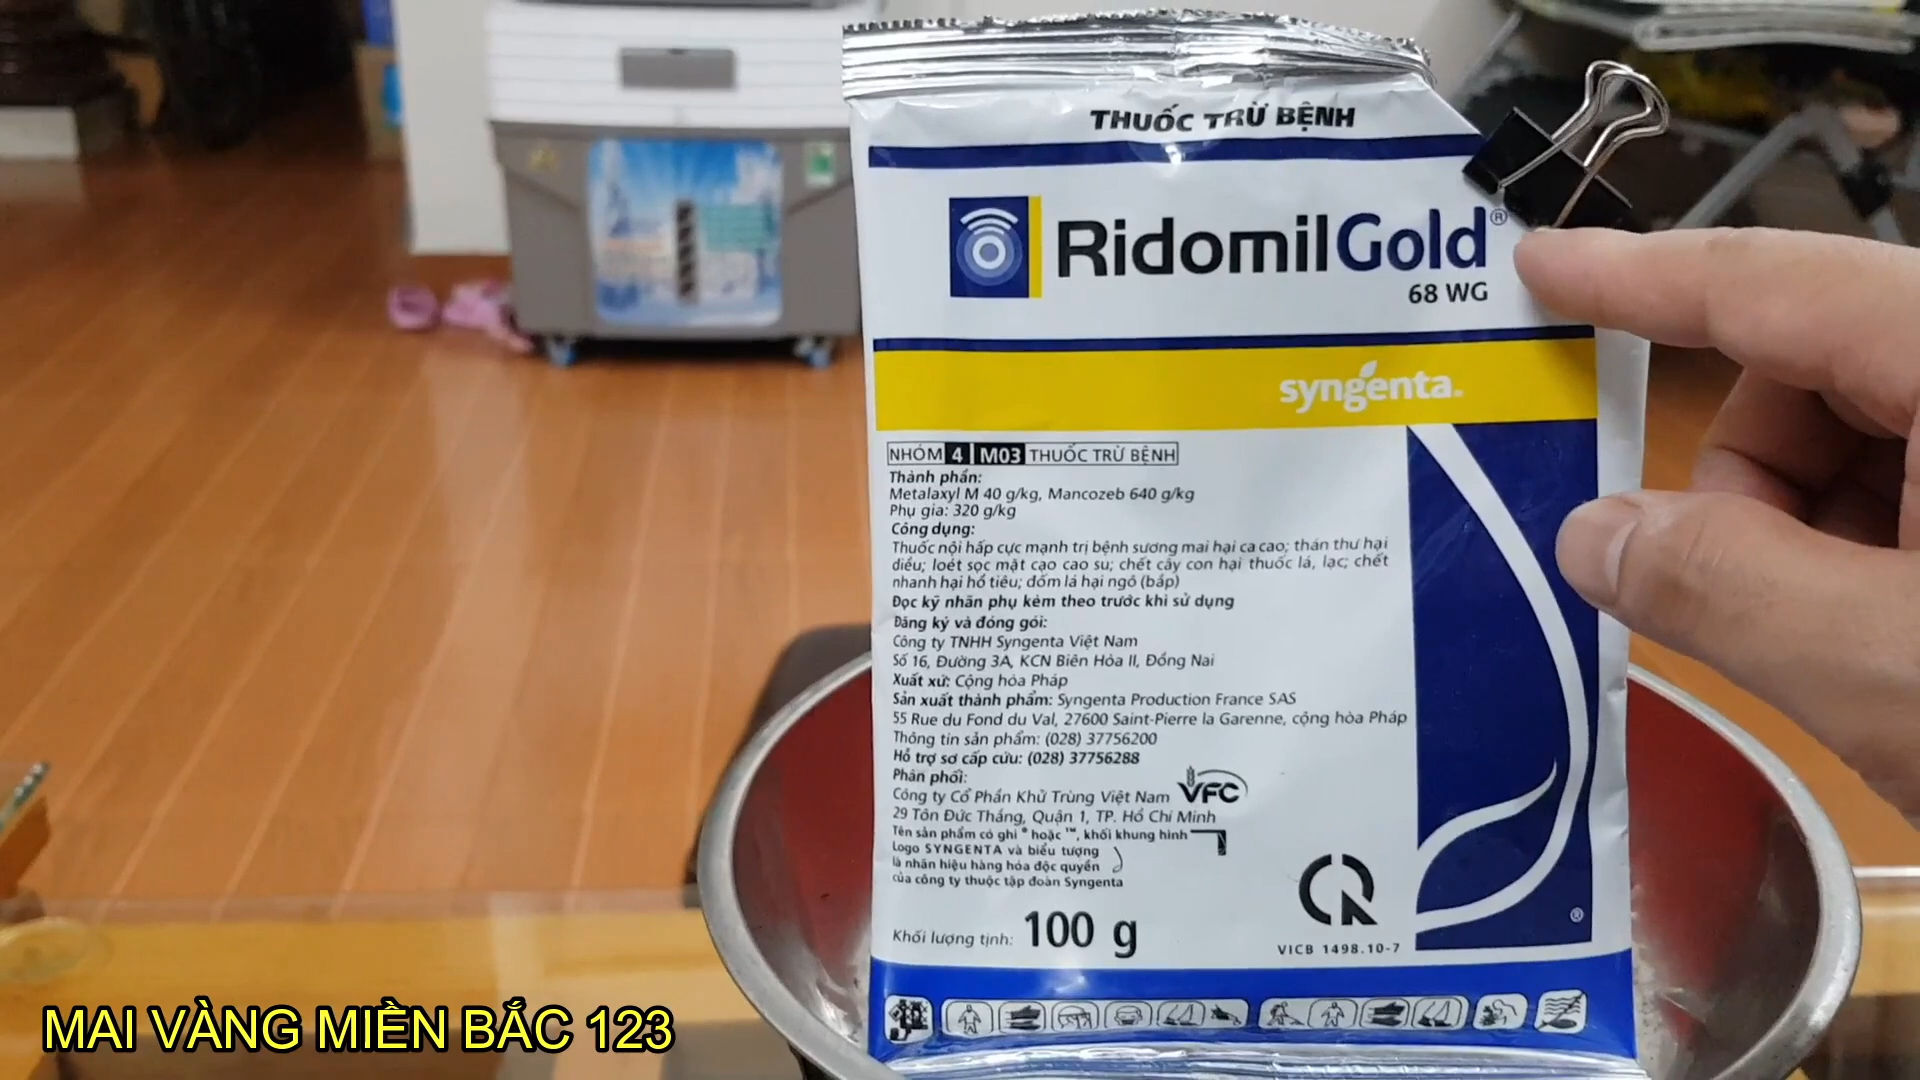 THUỐC TRỪ BỆNH
RidomilGold®
68 WG
syngenta.
NHÓM 4 M03 THUỐC TRỪ BỆNH
Thành phần:
Metalaxyl M 40 g/kg, Mancozeb 640 g/kg
Phụ gia: 320 g/kg
Công dụng:
Thuốc nội hấp cực mạnh trị bệnh sương mai hại ca cao; thán thư hại
điều; loét sọc mặt cạo cao su; chết cây con hại thuốc lá, lạc; chết
nhanh hại hồ tiêu; đốm lá hại ngô (bắp)
Đọc kỹ nhãn phụ kèm theo trước khi sử dụng
Đăng ký và đóng gói:
Công ty TNHH Syngenta Việt Nam
Số 16, Đường 3A, KCN Biên Hòa II, Đồng Nai
Xuất xứ: Cộng hóa Pháp
Sản xuất thành phẩm: Syngenta Production France SAS
55 Rue du Fond du Val, 27600 Saint-Pierre la Garenne, cộng hòa Pháp
Thông tin sản phẩm: (028) 37756200
Hỗ trợ sơ cấp cứu: (028) 37756288
Phân phối:
Công ty Cổ Phần Khử Trùng Việt Nam VFC
29 Tôn Đức Thắng, Quận 1, TP. Hồ Chí Minh
Tên sản phẩm có ghi ® hoặc ™, khối khung hình
Logo SYNGENTA và biểu tượng
là nhãn hiệu hàng hóa độc quyền
của công ty thuộc tập đoàn Syngenta
Khối lượng tịnh: 100 g
VICB 1498.10-7
®
MAI VÀNG MIỀN BẮC 123